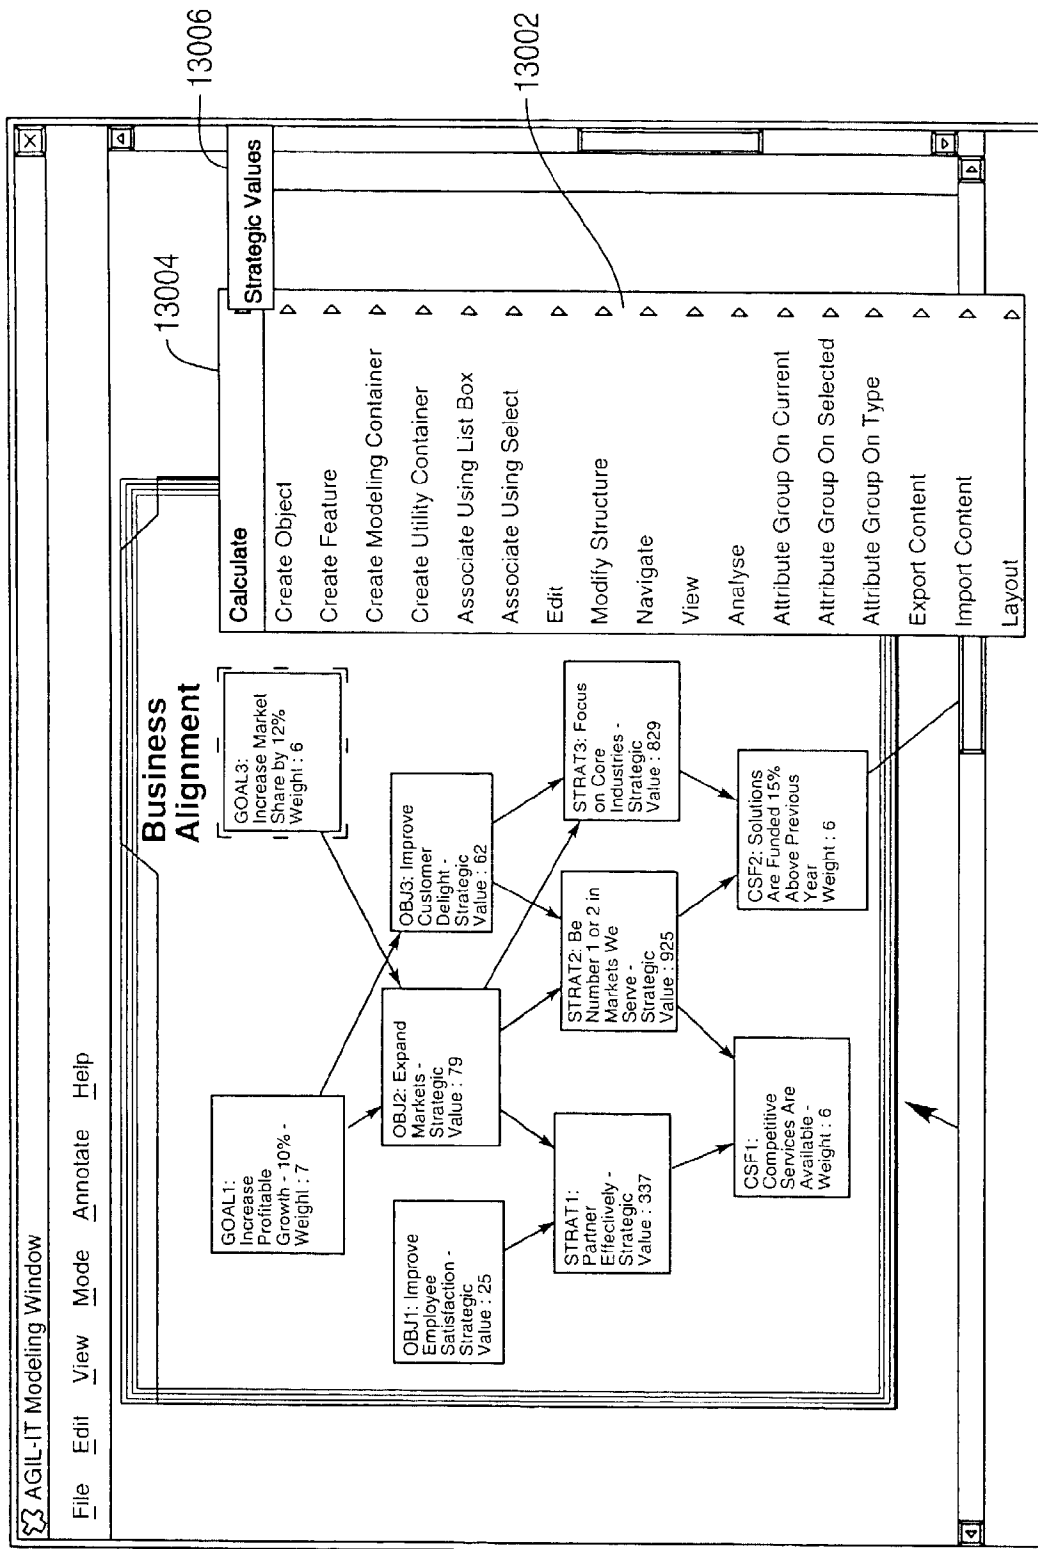 AGIL-IT Modeling Window
File Edit View Mode Annotate Help
Business
Alignment
GOAL1:
Increase
Profitable
Growth - 10% -
Weight : 7
GOAL3:
Increase Market
Share by 12%
Weight : 6
OBJ1: Improve
Employee
Satisfaction -
Strategic
Value : 25
OBJ2: Expand
Markets -
Strategic
Value : 79
OBJ3: Improve
Customer
Delight -
Strategic
Value : 62
STRAT1:
Partner
Effectively -
Strategic
Value : 337
STRAT2: Be
Number 1 or 2 in
Markets We
Serve -
Strategic
Value : 925
STRAT3: Focus
on Core
Industries -
Strategic
Value : 829
CSF1:
Competitive
Services Are
Available -
Weight : 6
CSF2: Solutions
Are Funded 15%
Above Previous
Year
Weight : 6
Calculate
Create Object
Create Feature
Create Modeling Container
Create Utility Container
Associate Using List Box
Associate Using Select
Edit
Modify Structure
Navigate
View
Analyse
Attribute Group On Current
Attribute Group On Selected
Attribute Group On Type
Export Content
Import Content
Layout
Strategic Values
13004
13006
13002